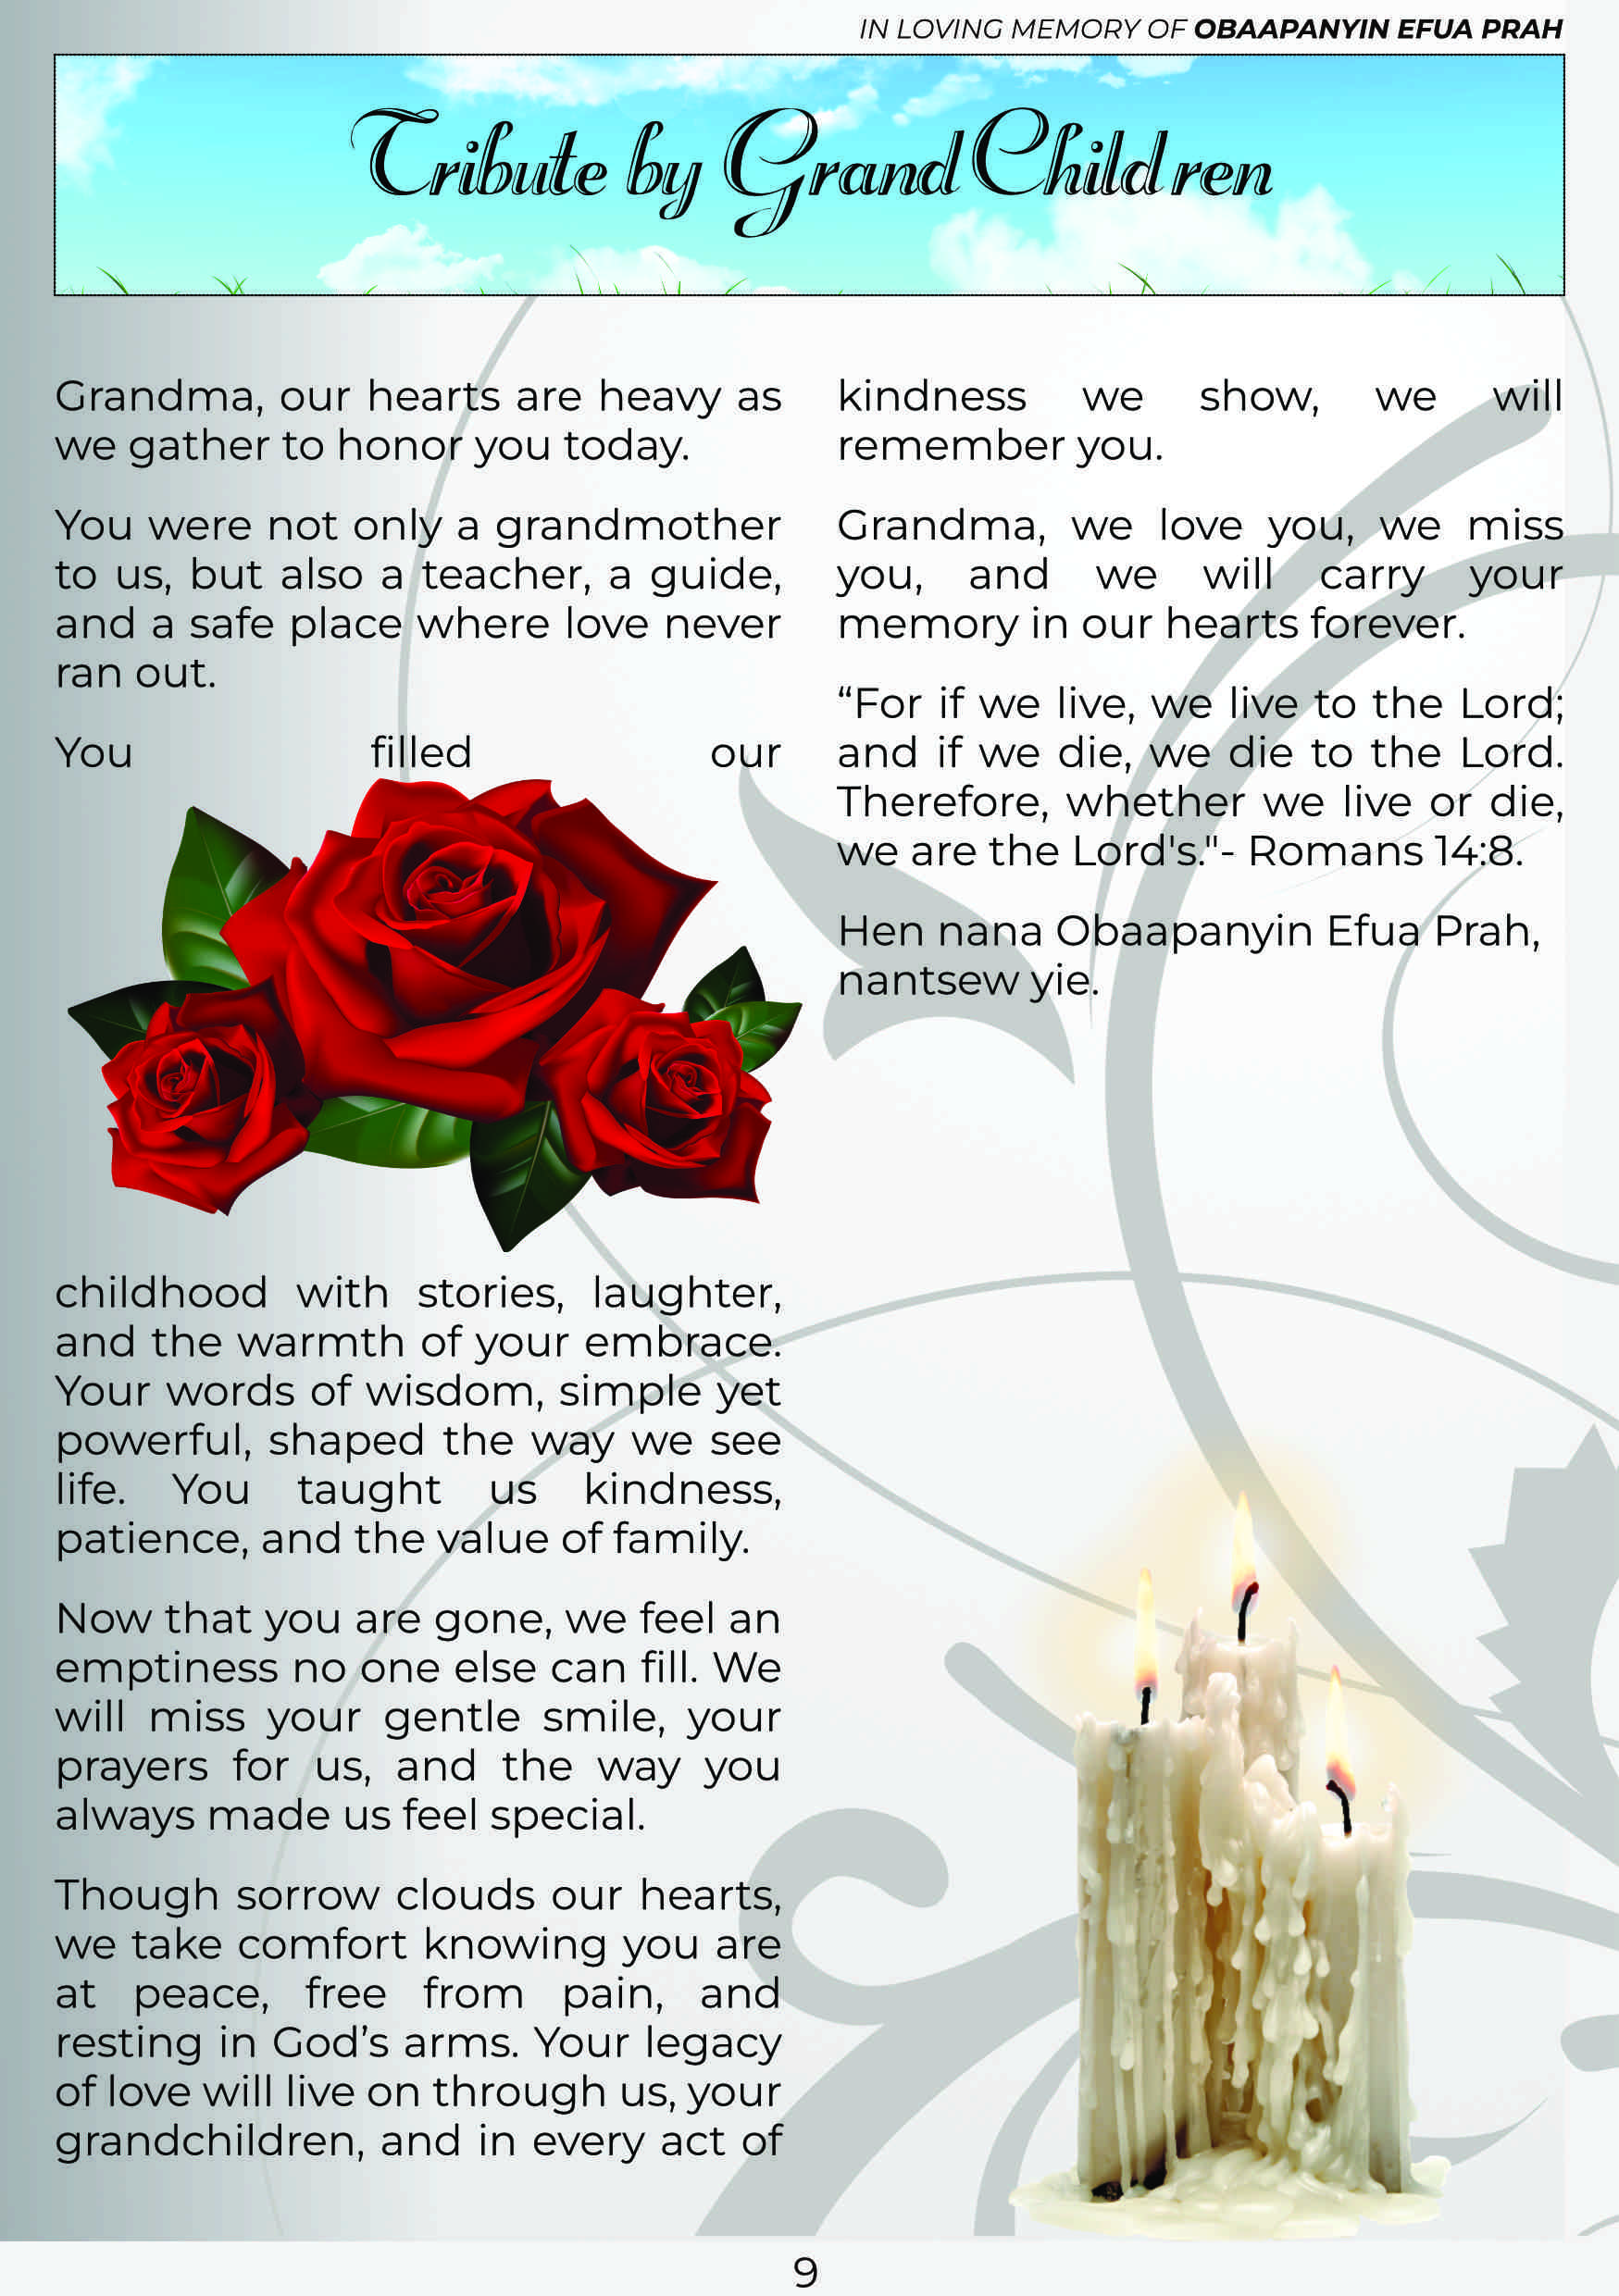 IN LOVING MEMORY OF OBAAPANYIN EFUA PRAH
Tribute by GrandChildren
Grandma, our hearts are heavy as
we gather to honor you today.
You were not only a grandmother
to us, but also a teacher, a guide,
and a safe place where love never
ran out.
You filled our
childhood with stories, laughter,
and the warmth of your embrace.
Your words of wisdom, simple yet
powerful, shaped the way we see
life. You taught us kindness,
patience, and the value of family.
Now that you are gone, we feel an
emptiness no one else can fill. We
will miss your gentle smile, your
prayers for us, and the way you
always made us feel special.
Though sorrow clouds our hearts,
we take comfort knowing you are
at peace, free from pain, and
resting in God’s arms. Your legacy
of love will live on through us, your
grandchildren, and in every act of
kindness we show, we will
remember you.
Grandma, we love you, we miss
you, and we will carry your
memory in our hearts forever.
“For if we live, we live to the Lord;
and if we die, we die to the Lord.
Therefore, whether we live or die,
we are the Lord's."- Romans 14:8.
Hen nana Obaapanyin Efua Prah,
nantsew yie.
9